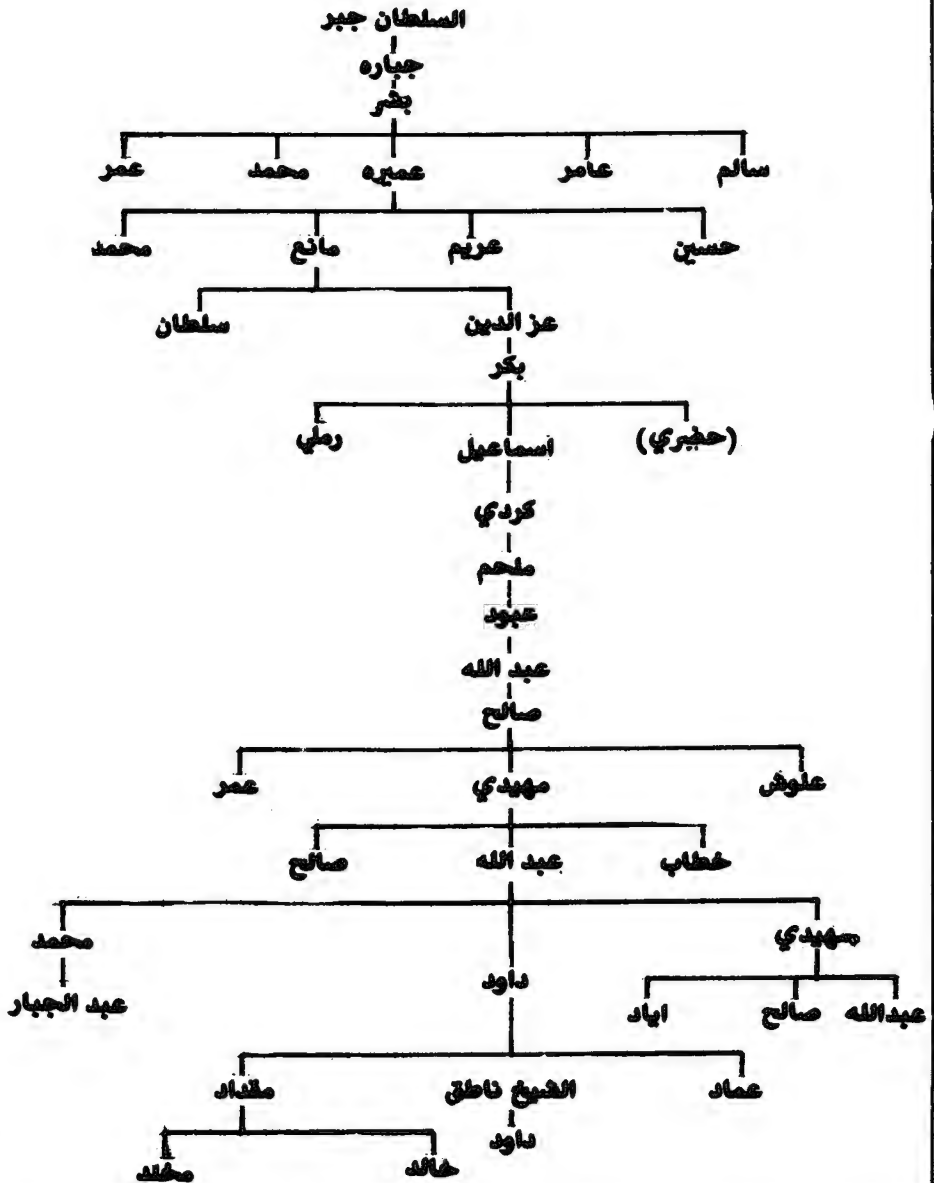 السلطان جبر
جباره
بشر
سالم عامر عميره محمد عمر
حسين عريم مانع محمد
عز الدين سلطان
بكر
(حضيري) اسماعيل رملي
كردي
ملحم
عبود
عبد الله
صالح
علوش مهيدي عمر
خطاب عبد الله صالح
مهيدي محمد
داود
عبدالله صالح اياد عبد الجبار
عماد الشيخ ناطق مقداد
داود
خالد مخلد